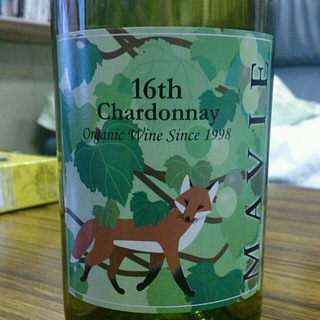 16th
Chardonnay
Organic Wine Since 1998
MAVIE